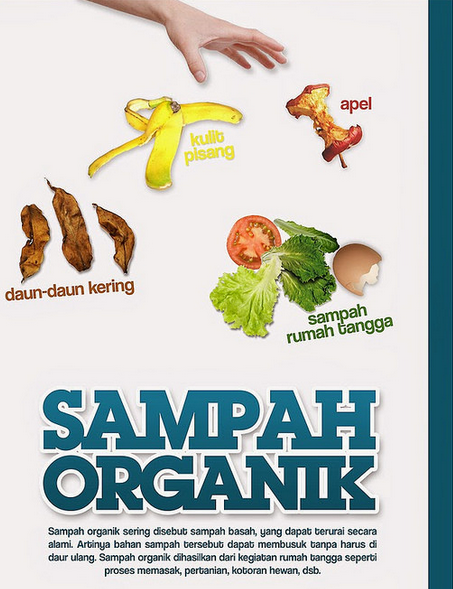 apel
kulit
pisang
daun-daun kering
sampah
rumah tangga
SAMPAH
ORGANIK
Sampah organik sering disebut sampah basah, yang dapat terurai secara
alami. Artinya bahan sampah tersebut dapat membusuk tanpa harus di
daur ulang. Sampah organik dihasilkan dari kegiatan rumah tangga seperti
proses memasak, pertanian, kotoran hewan, dsb.